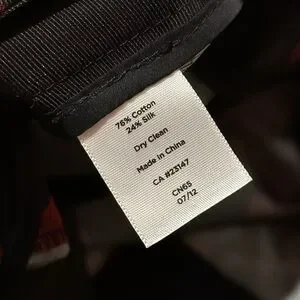 76% Cotton
24% Silk
Dry Clean
Made in China
CA #23147
CN65
07/12